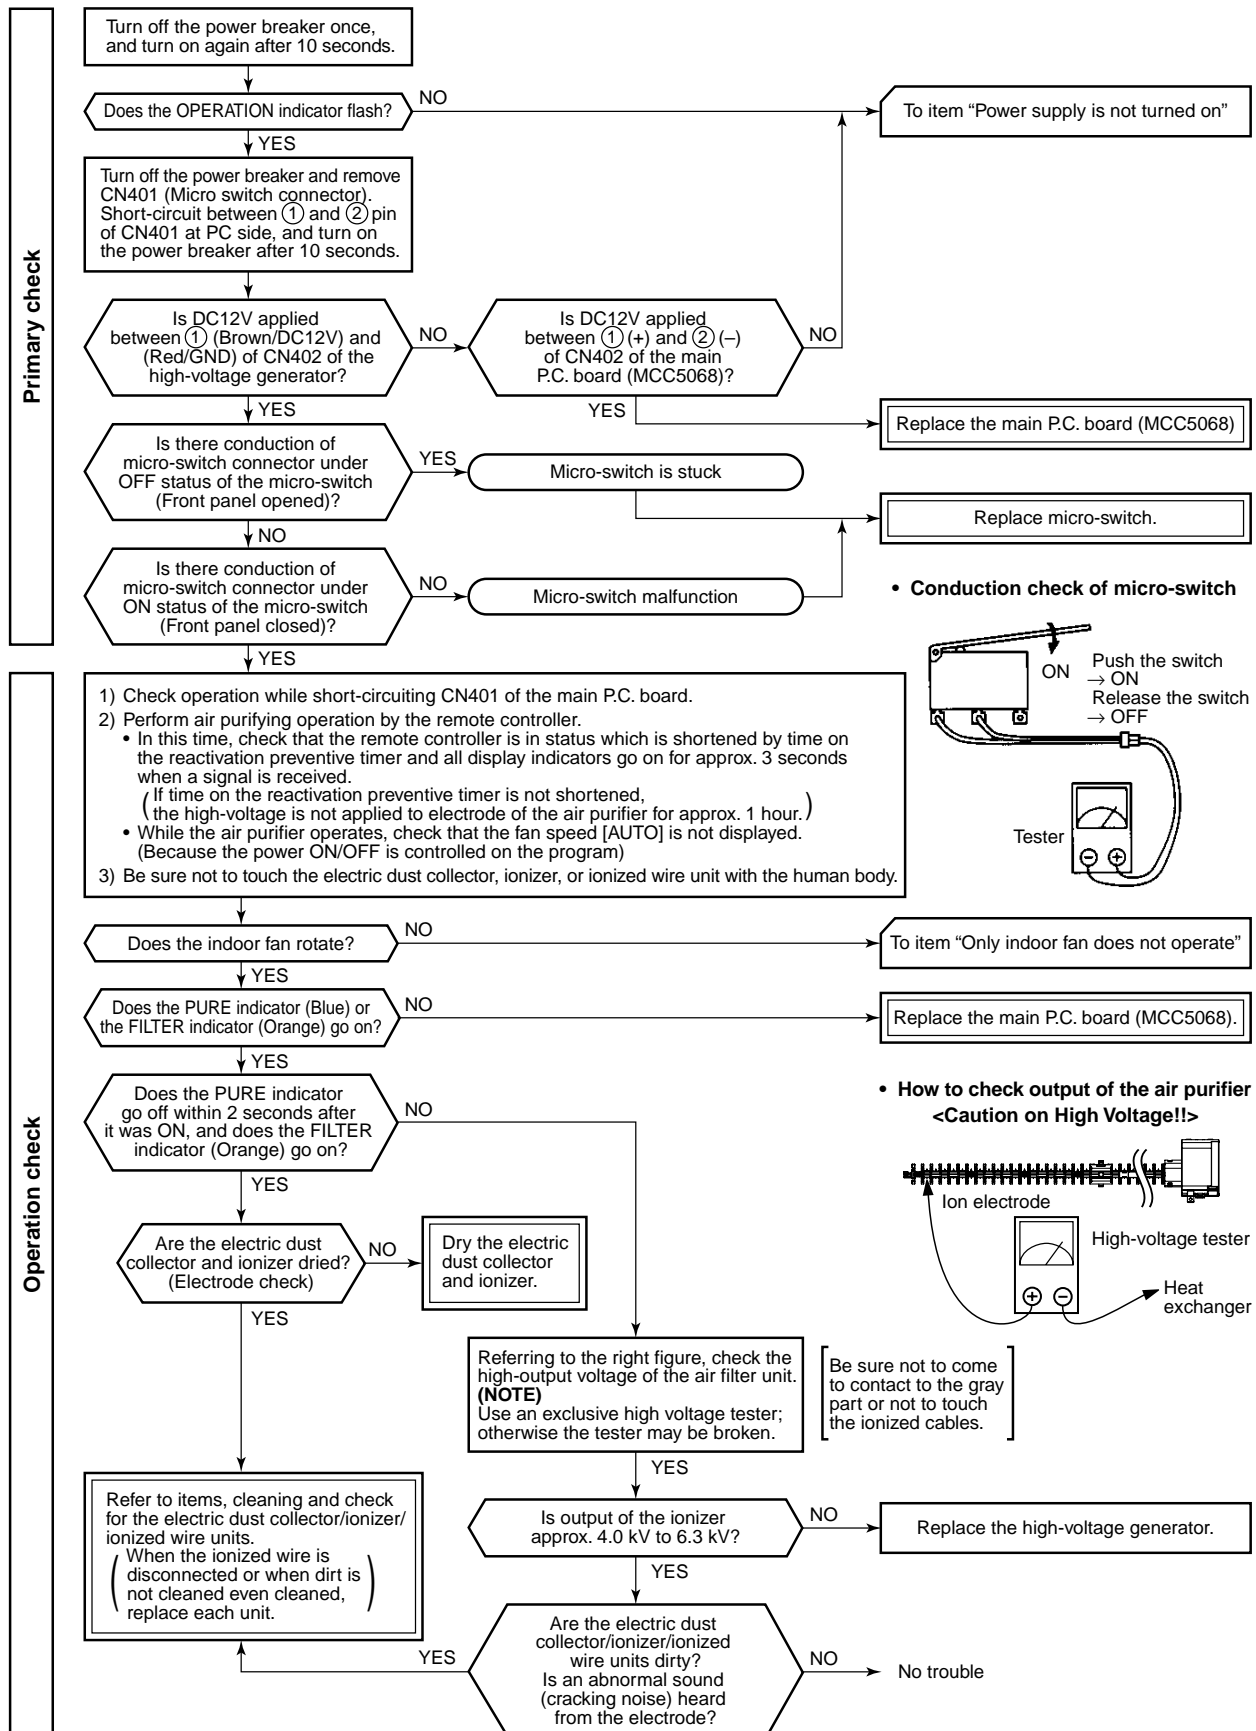 Primary check
Turn off the power breaker once,
and turn on again after 10 seconds.
Does the OPERATION indicator flash?
NO
To item “Power supply is not turned on”
YES
Turn off the power breaker and remove
CN401 (Micro switch connector).
Short-circuit between ① and ② pin
of CN401 at PC side, and turn on
the power breaker after 10 seconds.
Is DC12V applied
between ① (Brown/DC12V) and
(Red/GND) of CN402 of the
high-voltage generator?
NO
Is DC12V applied
between ① (+) and ② (–)
of CN402 of the main
P.C. board (MCC5068)?
NO
YES
YES
Replace the main P.C. board (MCC5068)
Is there conduction of
micro-switch connector under
OFF status of the micro-switch
(Front panel opened)?
YES
Micro-switch is stuck
Replace micro-switch.
NO
Is there conduction of
micro-switch connector under
ON status of the micro-switch
(Front panel closed)?
NO
Micro-switch malfunction
YES
• Conduction check of micro-switch
ON
Push the switch
→ ON
Release the switch
→ OFF
Tester
– +
Operation check
1) Check operation while short-circuiting CN401 of the main P.C. board.
2) Perform air purifying operation by the remote controller.
• In this time, check that the remote controller is in status which is shortened by time on
the reactivation preventive timer and all display indicators go on for approx. 3 seconds
when a signal is received.
(If time on the reactivation preventive timer is not shortened,
the high-voltage is not applied to electrode of the air purifier for approx. 1 hour.)
• While the air purifier operates, check that the fan speed [AUTO] is not displayed.
(Because the power ON/OFF is controlled on the program)
3) Be sure not to touch the electric dust collector, ionizer, or ionized wire unit with the human body.
Does the indoor fan rotate?
NO
To item “Only indoor fan does not operate”
YES
Does the PURE indicator (Blue) or
the FILTER indicator (Orange) go on?
NO
Replace the main P.C. board (MCC5068).
YES
Does the PURE indicator
go off within 2 seconds after
it was ON, and does the FILTER
indicator (Orange) go on?
NO
YES
• How to check output of the air purifier
<Caution on High Voltage!!>
Ion electrode
High-voltage tester
+ –
Heat
exchanger
Are the electric dust
collector and ionizer dried?
(Electrode check)
NO
Dry the electric
dust collector
and ionizer.
YES
Referring to the right figure, check the
high-output voltage of the air filter unit.
(NOTE)
Use an exclusive high voltage tester;
otherwise the tester may be broken.
[Be sure not to come
to contact to the gray
part or not to touch
the ionized cables.]
YES
Refer to items, cleaning and check
for the electric dust collector/ionizer/
ionized wire units.
(When the ionized wire is
disconnected or when dirt is
not cleaned even cleaned,
replace each unit.)
Is output of the ionizer
approx. 4.0 kV to 6.3 kV?
NO
Replace the high-voltage generator.
YES
Are the electric dust
collector/ionizer/ionized
wire units dirty?
Is an abnormal sound
(cracking noise) heard
from the electrode?
YES
NO
No trouble